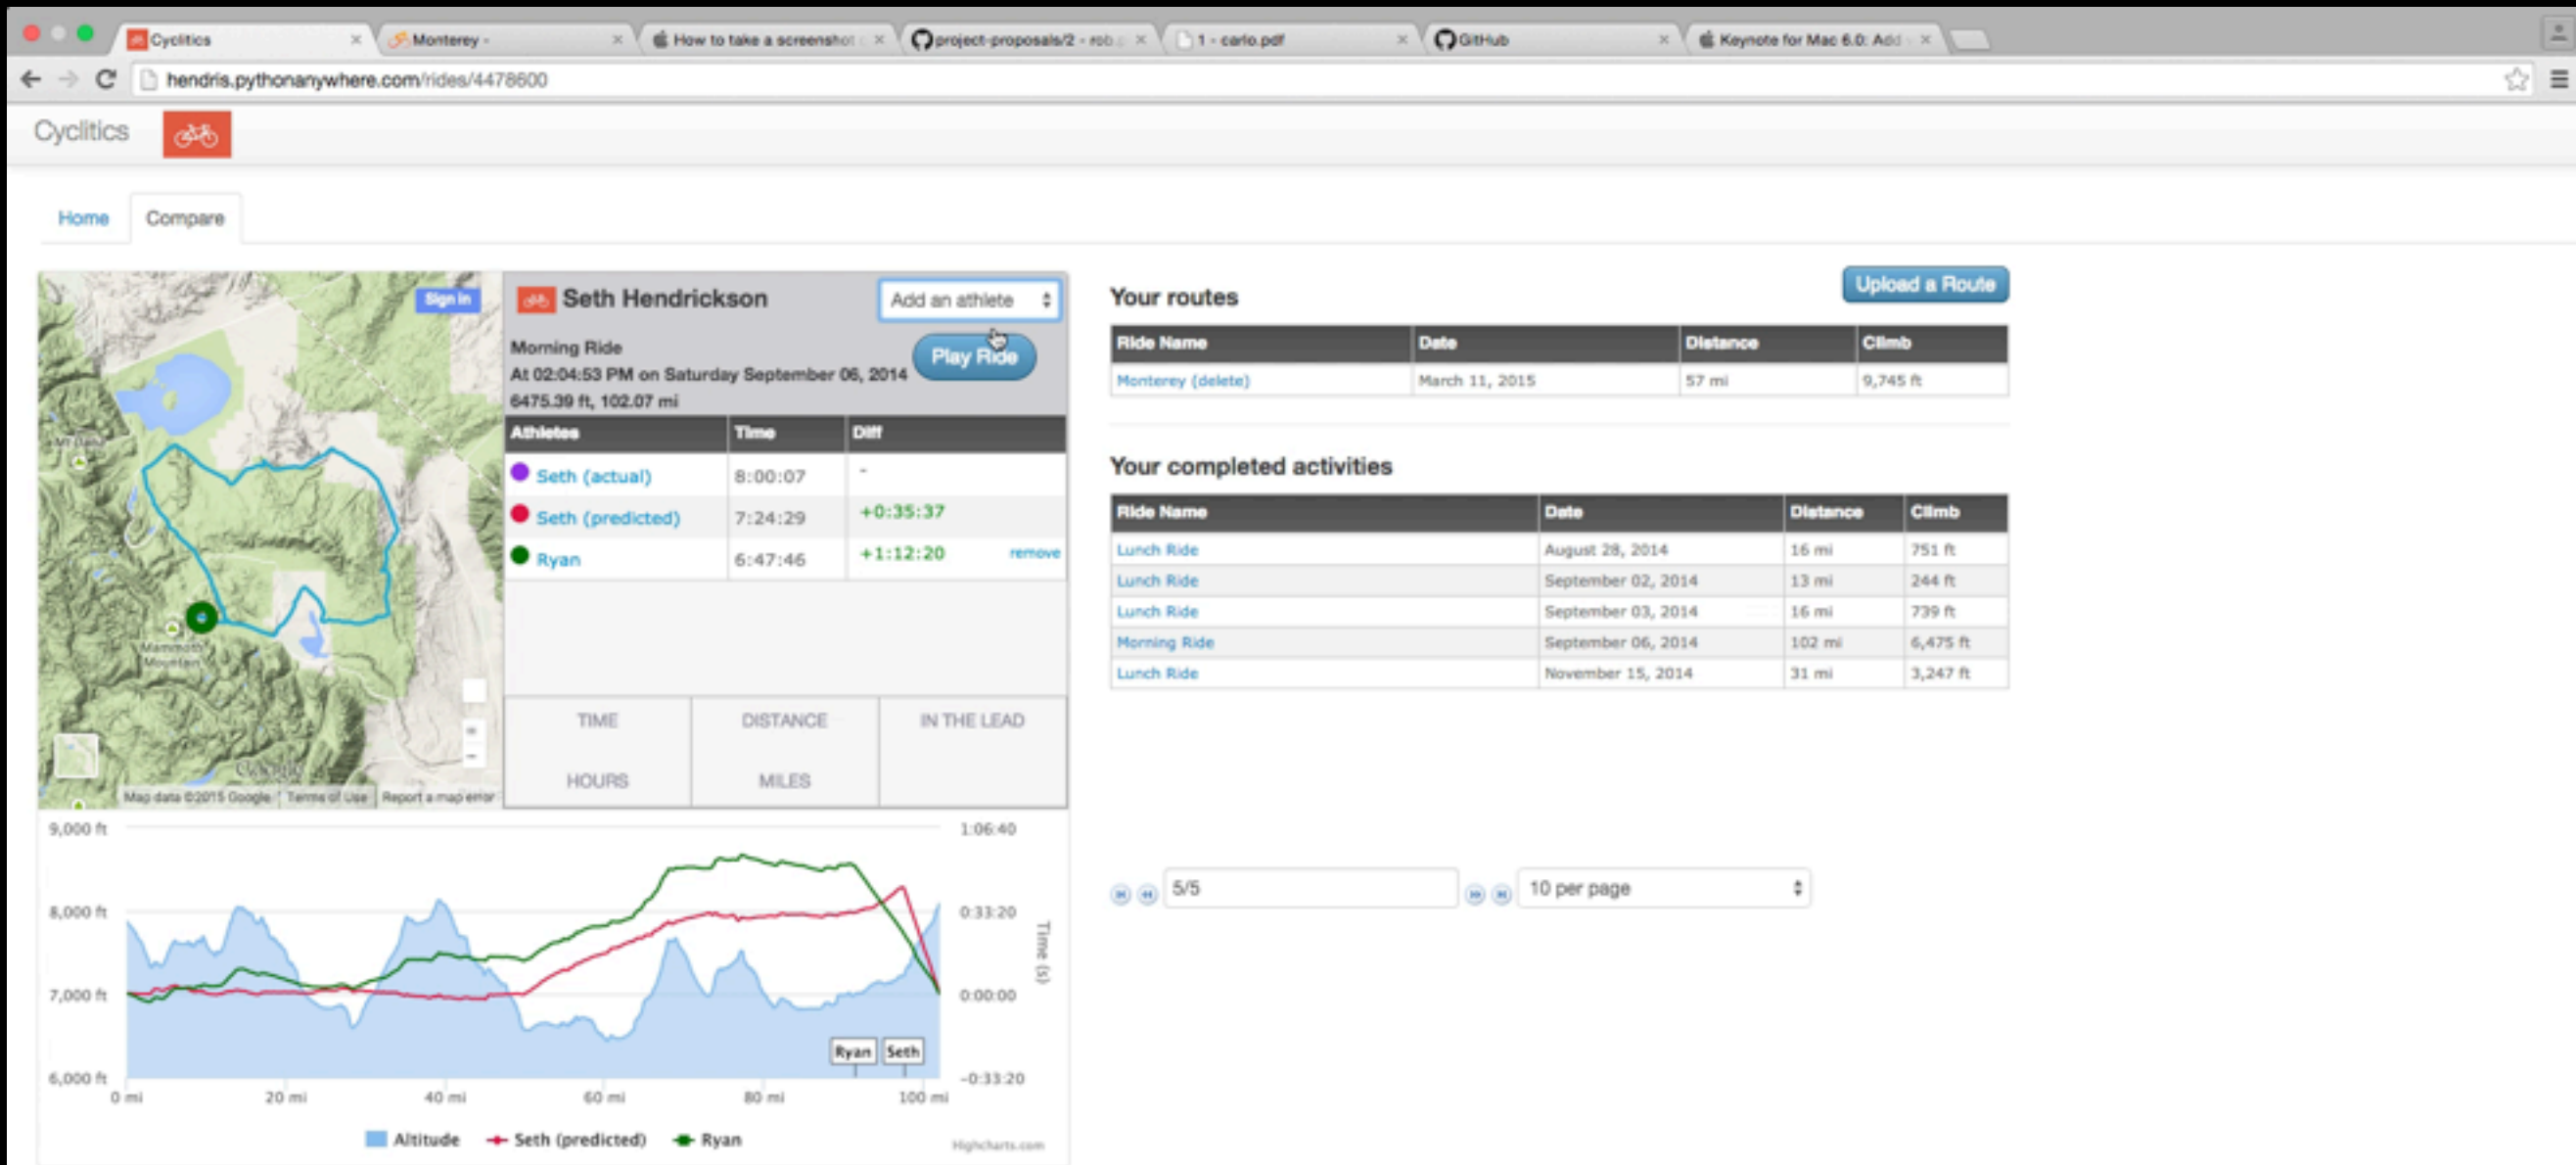 Cyclitics
Monterey -
How to take a screenshot
project-proposals/2 - rob.
1 - carlo.pdf
GitHub
Keynote for Mac 6.0: Add
hendris.pythonanywhere.com/rides/4478600
Cyclitics
Home Compare
Sign in
Mammoth
Mountain
Google
Map data ©2015 Google Terms of Use Report a map error
Seth Hendrickson Add an athlete
Morning Ride
At 02:04:53 PM on Saturday September 06, 2014
6475.39 ft, 102.07 mi
Play Ride
Athletes Time Diff
Seth (actual) 8:00:07 -
Seth (predicted) 7:24:29 +0:35:37
Ryan 6:47:46 +1:12:20 remove
TIME DISTANCE IN THE LEAD
HOURS MILES
9,000 ft 1:06:40
8,000 ft 0:33:20
7,000 ft 0:00:00
6,000 ft -0:33:20
Time (s)
Ryan Seth
0 mi 20 mi 40 mi 60 mi 80 mi 100 mi
Altitude Seth (predicted) Ryan
Highcharts.com
Your routes Upload a Route
Ride Name Date Distance Climb
Monterey (delete) March 11, 2015 57 mi 9,745 ft
Your completed activities
Ride Name Date Distance Climb
Lunch Ride August 28, 2014 16 mi 751 ft
Lunch Ride September 02, 2014 13 mi 244 ft
Lunch Ride September 03, 2014 16 mi 739 ft
Morning Ride September 06, 2014 102 mi 6,475 ft
Lunch Ride November 15, 2014 31 mi 3,247 ft
5/5 10 per page